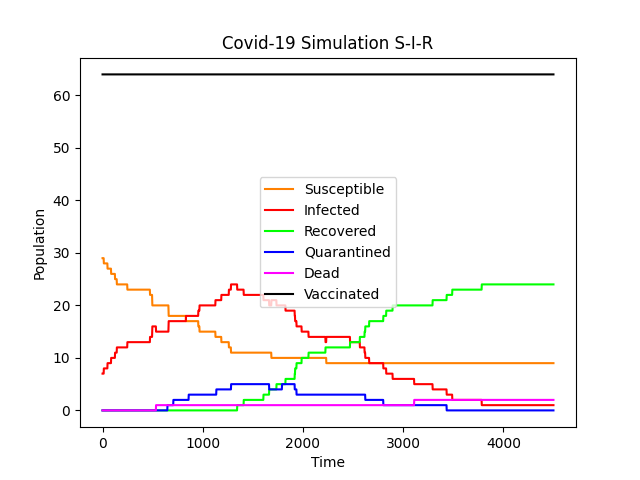 Covid-19 Simulation S-I-R
Population
60
50
40
30
20
10
0
Susceptible
Infected
Recovered
Quarantined
Dead
Vaccinated
0 1000 2000 3000 4000
Time